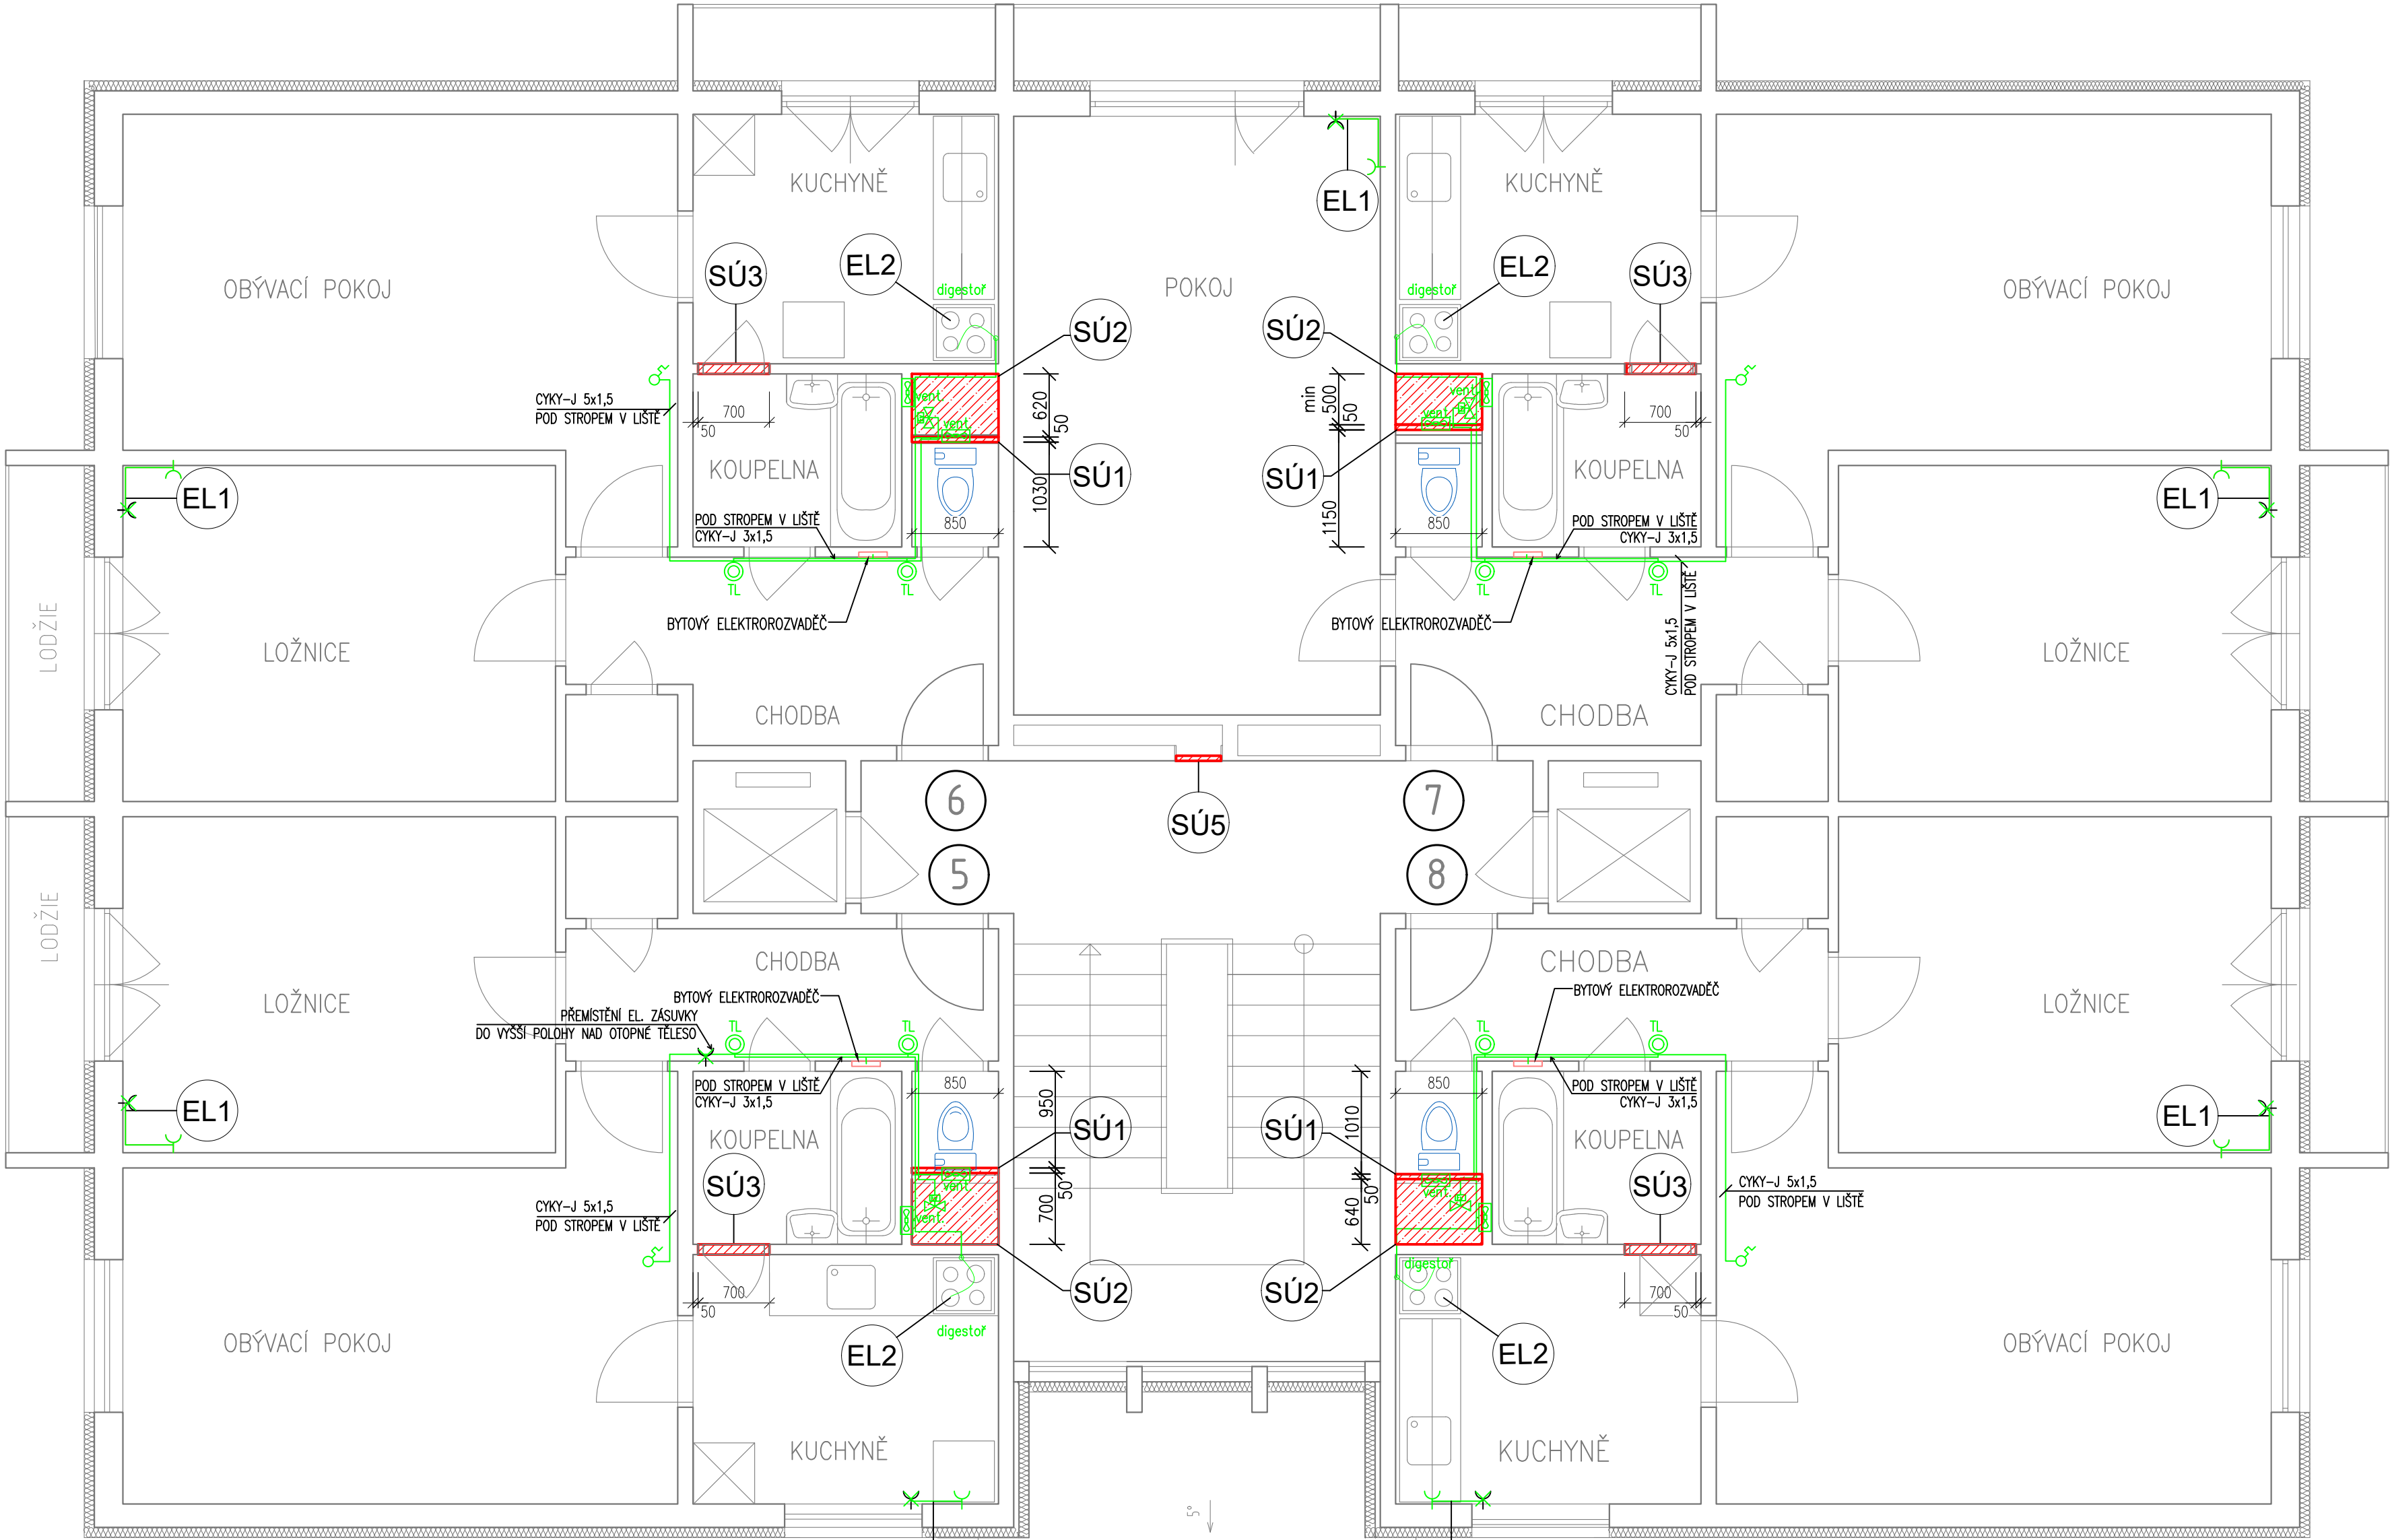 KUCHYNĚ
KUCHYNĚ
EL1
SÚ3
EL2
EL2
SÚ3
digestoř
digestoř
OBÝVACÍ POKOJ
POKOJ
OBÝVACÍ POKOJ
SÚ2
SÚ2
CYKY-J 5x1,5
POD STROPEM V LIŠTĚ
700
50
vent.
vent.
620
50
min
500
50
vent.
vent.
700
50
KOUPELNA
SÚ1
SÚ1
KOUPELNA
EL1
1030
1150
EL1
POD STROPEM V LIŠTĚ
CYKY-J 3x1,5
850
850
POD STROPEM V LIŠTĚ
CYKY-J 3x1,5
TL
TL
TL
TL
BYTOVÝ ELEKTROROZVADĚČ
BYTOVÝ ELEKTROROZVADĚČ
CYKY-J 5x1,5
POD STROPEM V LIŠTĚ
LODŽIE
LOŽNICE
LOŽNICE
CHODBA
CHODBA
6
7
SÚ5
5
8
LODŽIE
CHODBA
CHODBA
LOŽNICE
LOŽNICE
BYTOVÝ ELEKTROROZVADĚČ
BYTOVÝ ELEKTROROZVADĚČ
PŘEMÍSTĚNÍ EL. ZÁSUVKY
DO VYŠŠÍ POLOHY NAD OTOPNÉ TĚLESO
TL
TL
TL
TL
POD STROPEM V LIŠTĚ
CYKY-J 3x1,5
850
850
POD STROPEM V LIŠTĚ
CYKY-J 3x1,5
EL1
950
1010
EL1
KOUPELNA
SÚ1
SÚ1
KOUPELNA
SÚ3
vent.
50
50
vent.
SÚ3
CYKY-J 5x1,5
POD STROPEM V LIŠTĚ
vent.
700
640
CYKY-J 5x1,5
POD STROPEM V LIŠTĚ
digestoř
700
50
SÚ2
SÚ2
700
50
digestoř
OBÝVACÍ POKOJ
EL2
EL2
OBÝVACÍ POKOJ
KUCHYNĚ
KUCHYNĚ
5°